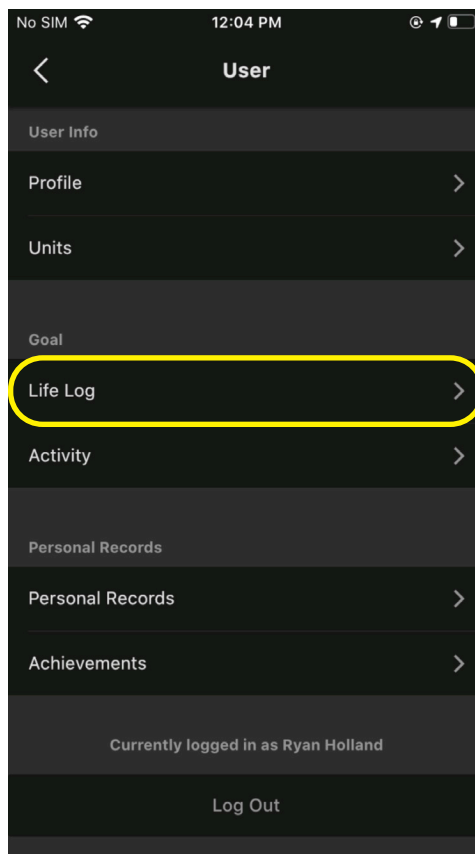 No SIM 12:04 PM
User
User Info
Profile
Units
Goal
Life Log
Activity
Personal Records
Personal Records
Achievements
Currently logged in as Ryan Holland
Log Out